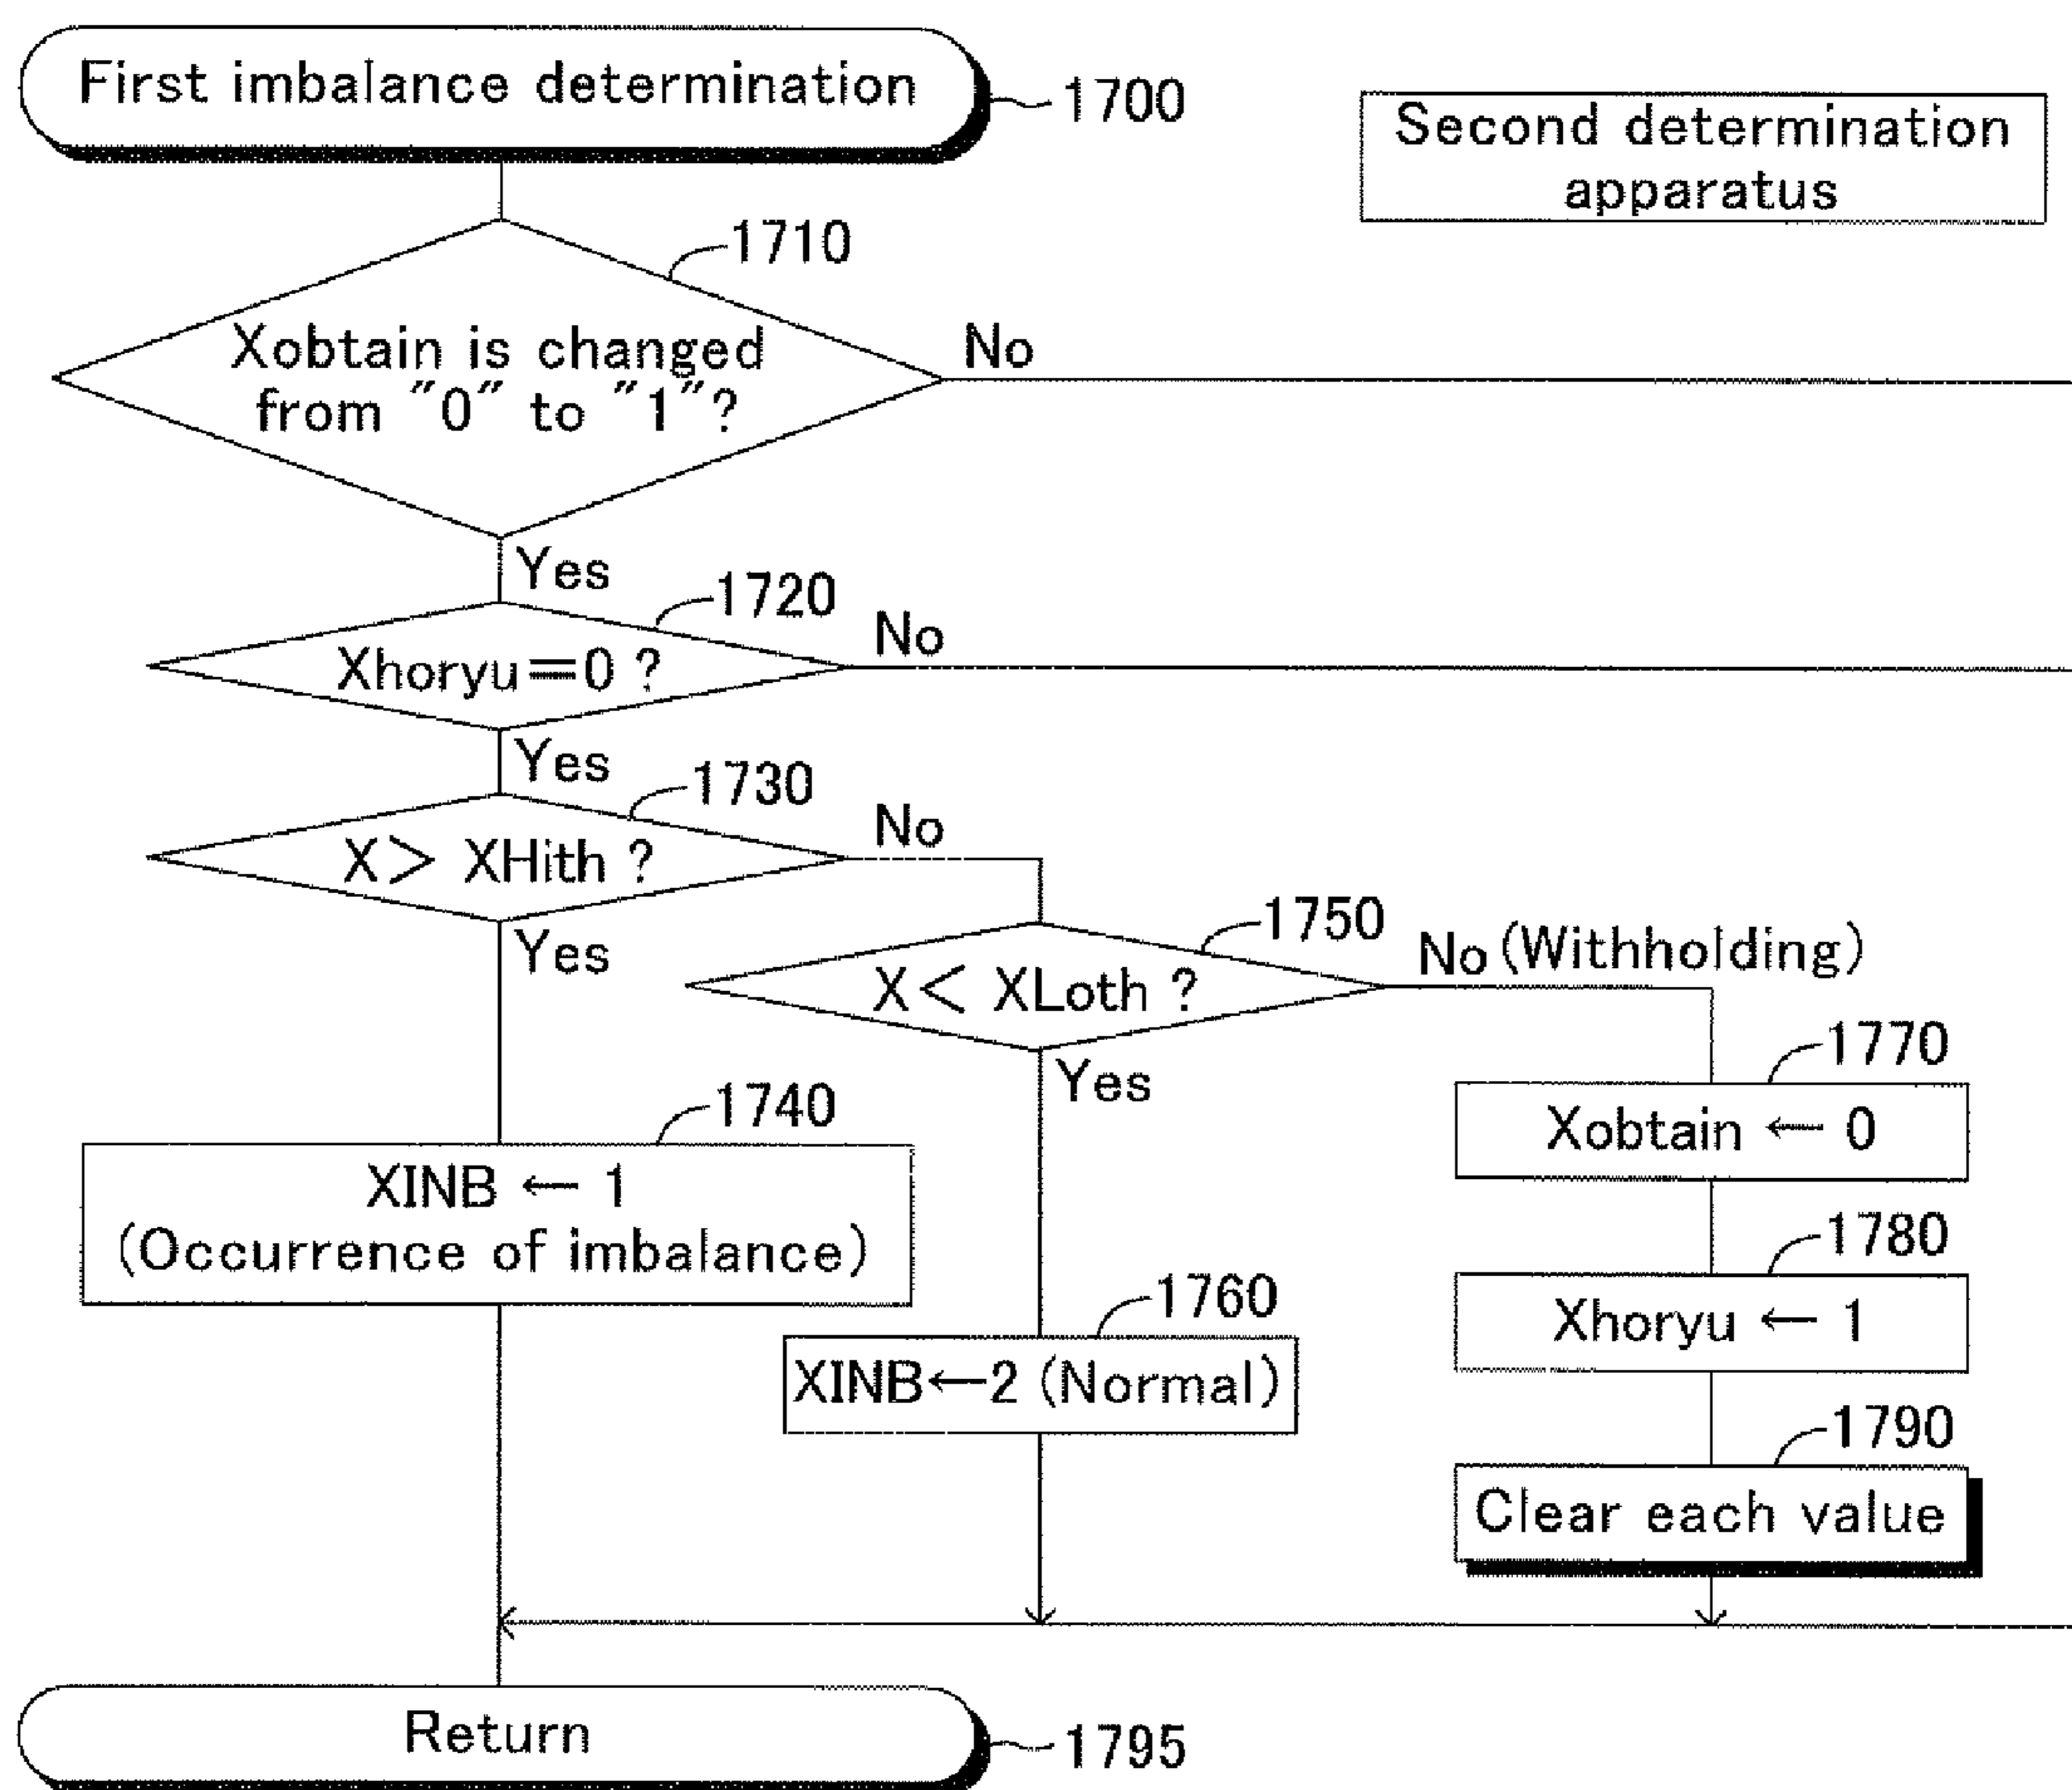 First imbalance determination
1700
Second determination
apparatus
1710
Xobtain is changed
from "0" to "1"?
No
Yes
1720
Xhoryu=0 ?
No
Yes
1730
X> XHith ?
No
Yes
1750
X< XLoth ?
No (Withholding)
Yes
1740
XINB ← 1
(Occurrence of imbalance)
1760
XINB←2 (Normal)
1770
Xobtain ← 0
1780
Xhoryu ← 1
1790
Clear each value
Return
1795